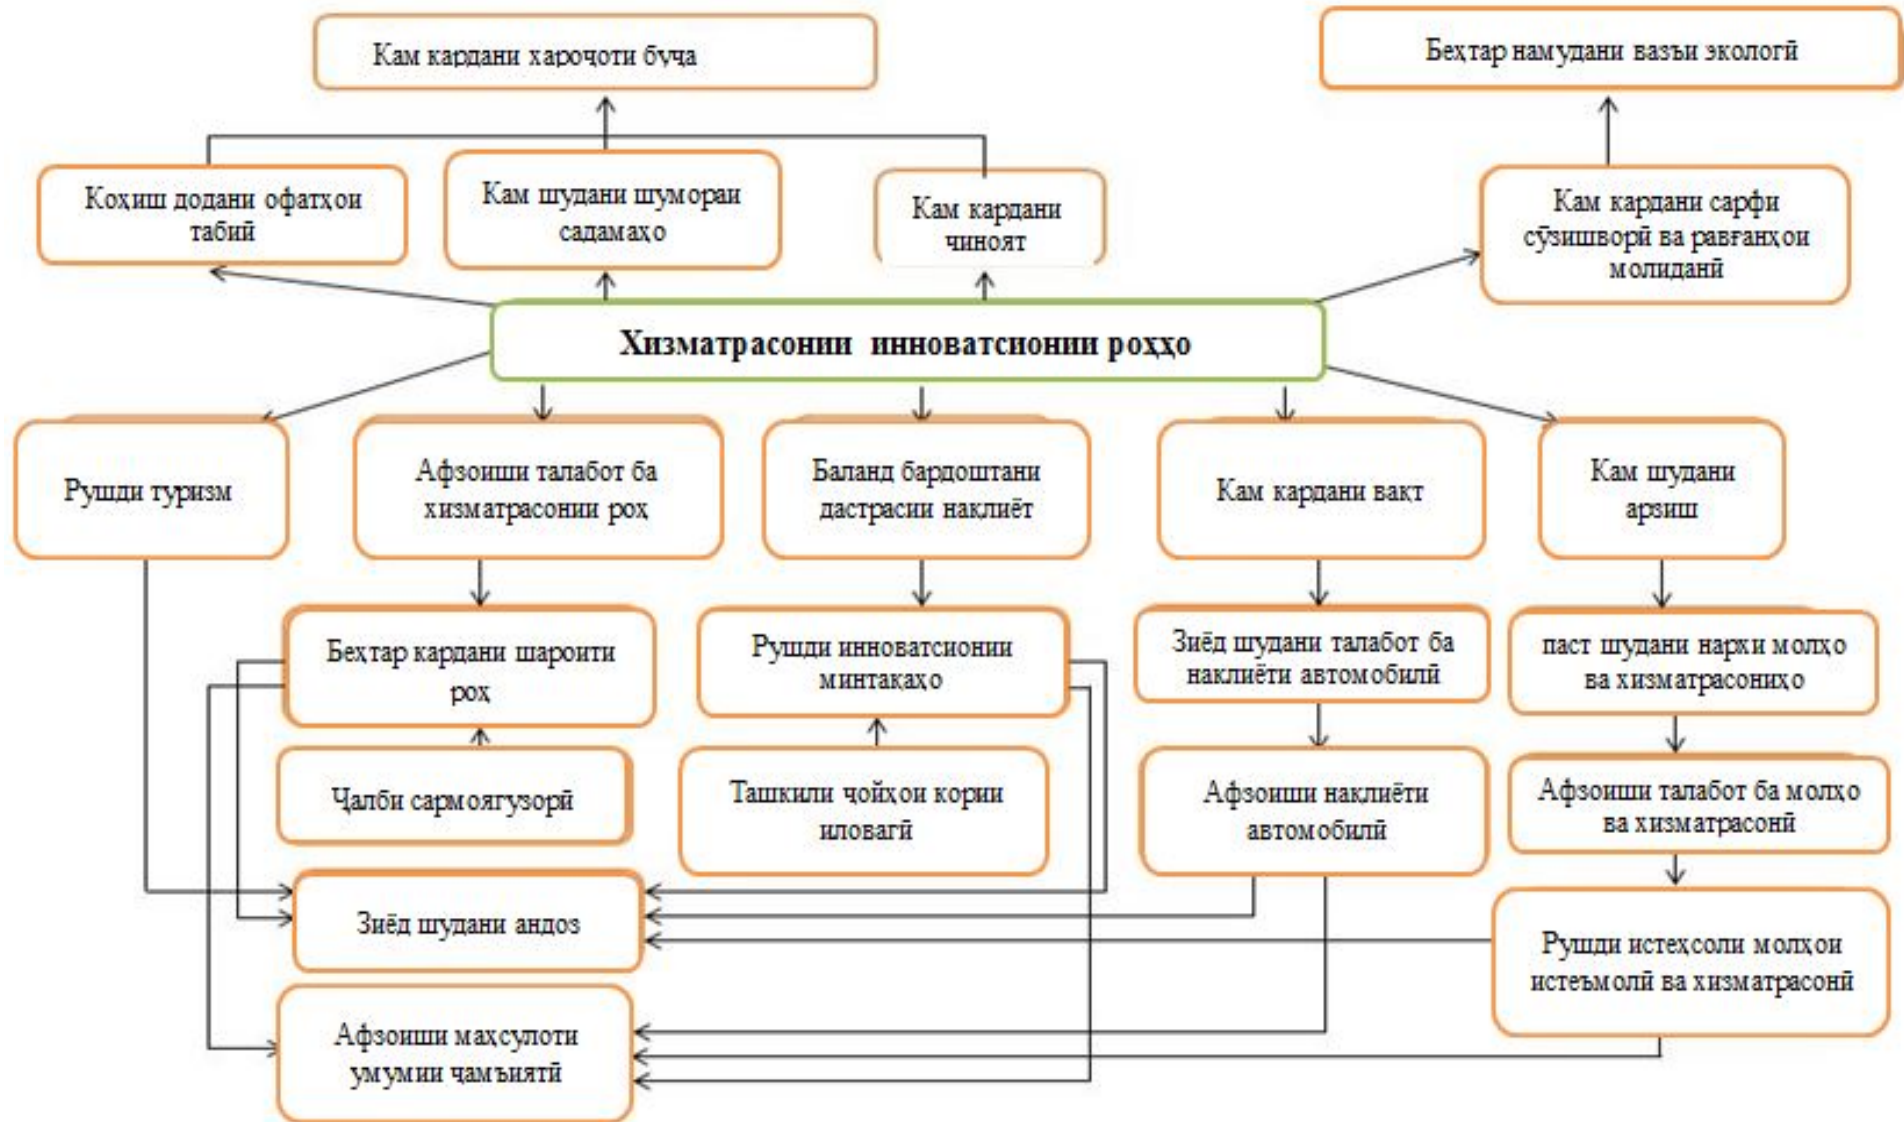 Кам кардани хароҷоти буҷа
Беҳтар намудани вазъи экологӣ
Коҳиш додани офатҳои
табиӣ
Кам шудани шумораи
садамаҳо
Кам кардани
ҷиноят
Кам кардани сарфи
сӯзишворӣ ва равғанҳои
молиданӣ
Хизматрасонии инноватсионии роҳҳо
Рушди туризм
Афзоиши талабот ба
хизматрасонии роҳ
Баланд бардоштани
дастрасии нақлиёт
Кам кардани вақт
Кам шудани
арзиш
Беҳтар кардани шароити
роҳ
Рушди инноватсионии
минтақаҳо
Зиёд шудани талабот ба
наклиёти автомобилӣ
паст шудани нархи молҳо
ва хизматрасониҳо
Ҷалби сармоягузорӣ
Ташкили ҷойҳои кории
иловагӣ
Афзоиши нақлиёти
автомобилӣ
Афзоиши талабот ба молҳо
ва хизматрасонӣ
Зиёд шудани андоз
Рушди истеҳсоли молҳои
истеъмолӣ ва хизматрасонӣ
Афзоиши маҳсулоти
умумии ҷамъиятӣ